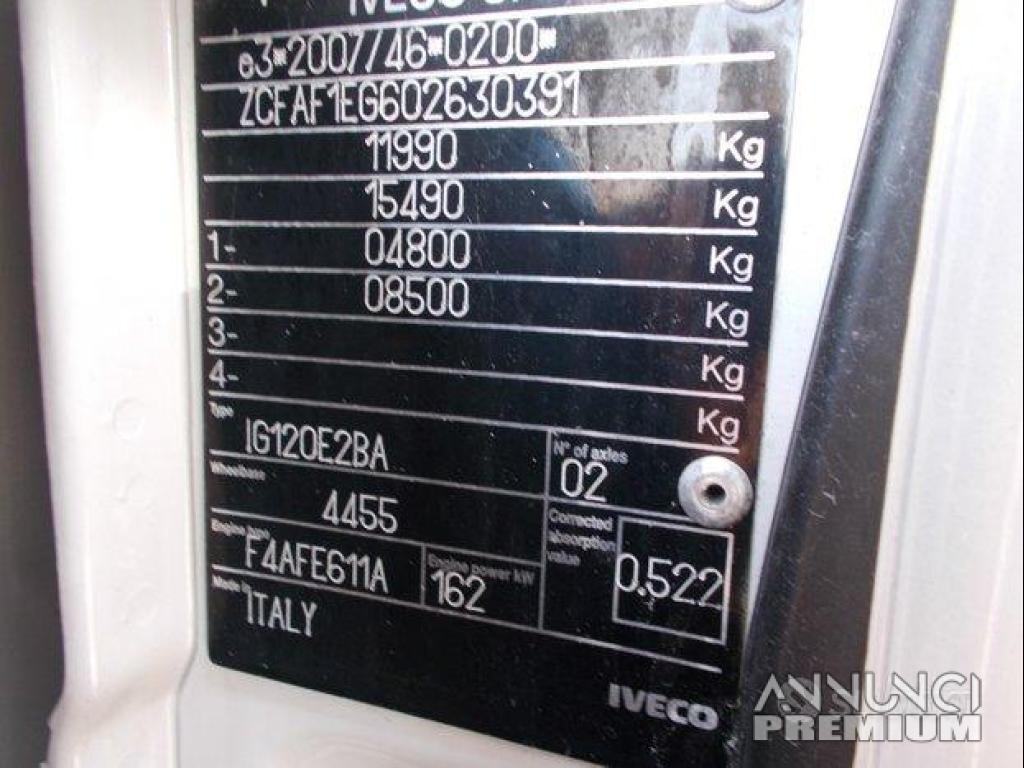 IVECO
e3*2007/46*0200*
ZCFAF1EG602630391
11990 Kg
15490 Kg
1- 04800 Kg
2- 08500 Kg
3- Kg
4- Kg
Type IG120E2BA
N° of axles 02
Wheelbase 4455
Corrected absorption value 0.522
Engine type F4AFE611A
Engine power kW 162
Made in ITALY
IVECO
ANNUNCI
PREMIUM